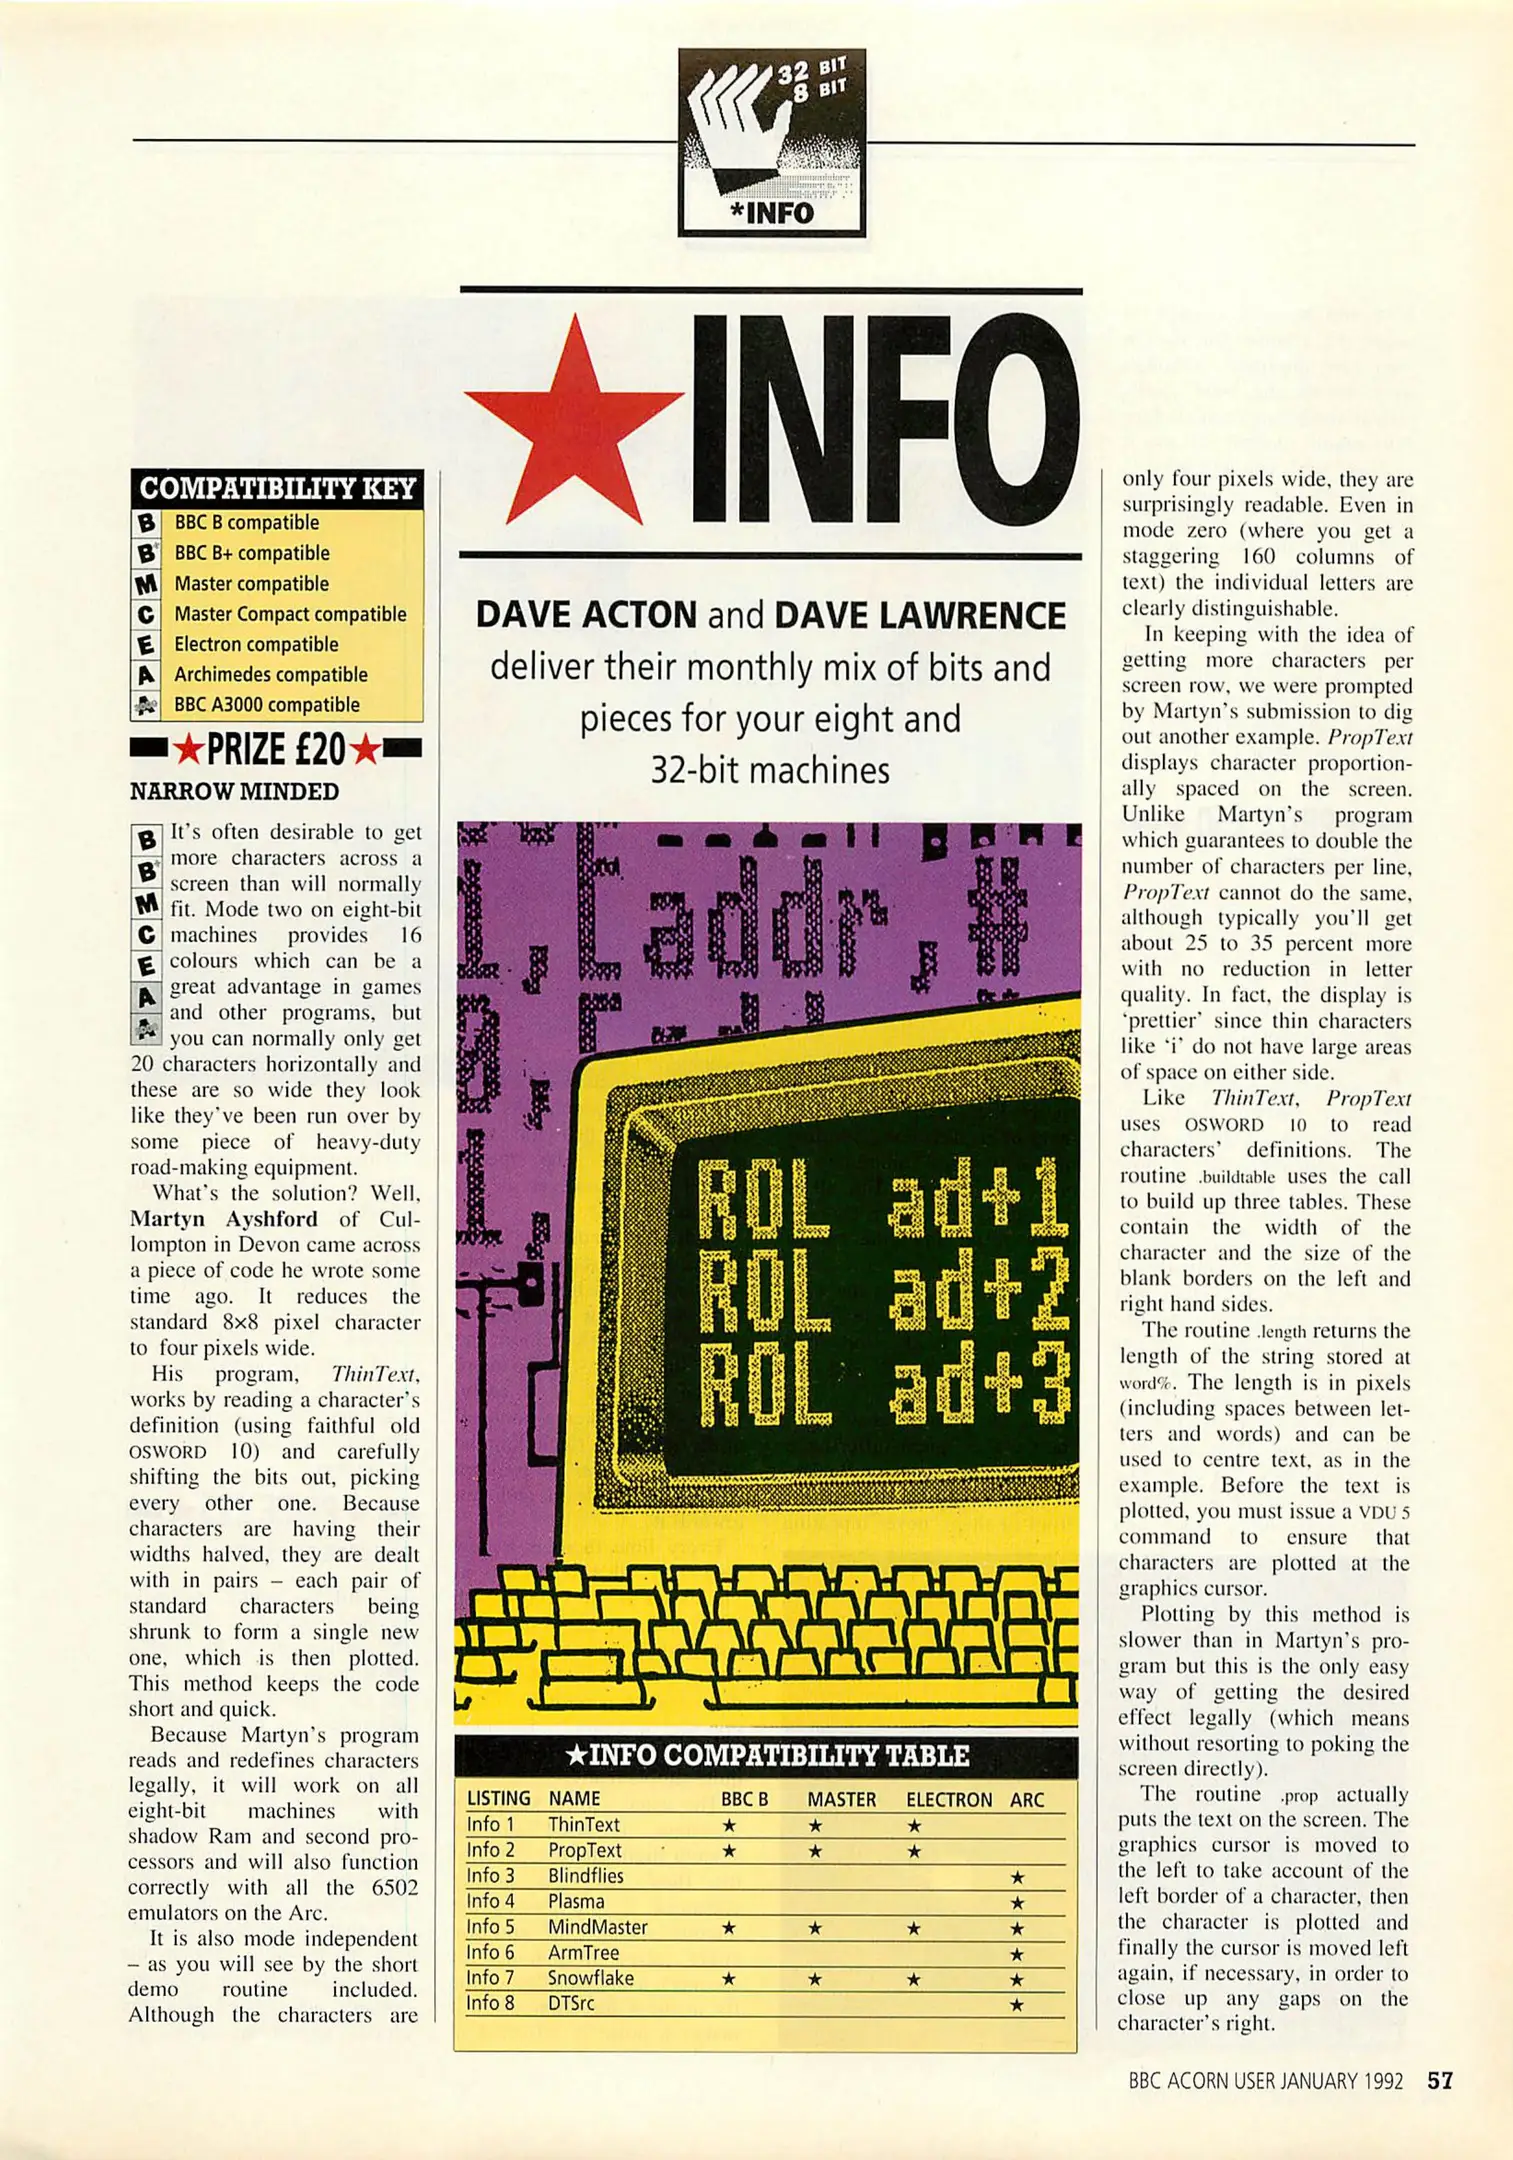 32 BIT
8 BIT
*INFO
★INFO
DAVE ACTON and DAVE LAWRENCE
deliver their monthly mix of bits and
pieces for your eight and
32-bit machines
COMPATIBILITY KEY
B BBC B compatible
B+ BBC B+ compatible
M Master compatible
C Master Compact compatible
E Electron compatible
A Archimedes compatible
A BBC A3000 compatible
★PRIZE £20★
NARROW MINDED
B
B+
M
C
E
A
A
It's often desirable to get
more characters across a
screen than will normally
fit. Mode two on eight-bit
machines provides 16
colours which can be a
great advantage in games
and other programs, but
you can normally only get
20 characters horizontally and
these are so wide they look
like they've been run over by
some piece of heavy-duty
road-making equipment.
What's the solution? Well,
Martyn Ayshford of Cul-
lompton in Devon came across
a piece of code he wrote some
time ago. It reduces the
standard 8×8 pixel character
to four pixels wide.
His program, ThinText,
works by reading a character's
definition (using faithful old
OSWORD 10) and carefully
shifting the bits out, picking
every other one. Because
characters are having their
widths halved, they are dealt
with in pairs – each pair of
standard characters being
shrunk to form a single new
one, which is then plotted.
This method keeps the code
short and quick.
Because Martyn's program
reads and redefines characters
legally, it will work on all
eight-bit machines with
shadow Ram and second pro-
cessors and will also function
correctly with all the 6502
emulators on the Arc.
It is also mode independent
– as you will see by the short
demo routine included.
Although the characters are
[addr,#
ROL ad+1
ROL ad+2
ROL ad+3
★INFO COMPATIBILITY TABLE
LISTING NAME BBC B MASTER ELECTRON ARC
Info 1 ThinText ★ ★ ★
Info 2 PropText ★ ★ ★
Info 3 Blindflies ★
Info 4 Plasma ★
Info 5 MindMaster ★ ★ ★ ★
Info 6 ArmTree ★
Info 7 Snowflake ★ ★ ★ ★
Info 8 DTSrc ★
only four pixels wide, they are
surprisingly readable. Even in
mode zero (where you get a
staggering 160 columns of
text) the individual letters are
clearly distinguishable.
In keeping with the idea of
getting more characters per
screen row, we were prompted
by Martyn's submission to dig
out another example. PropText
displays character proportion-
ally spaced on the screen.
Unlike Martyn's program
which guarantees to double the
number of characters per line,
PropText cannot do the same,
although typically you'll get
about 25 to 35 percent more
with no reduction in letter
quality. In fact, the display is
'prettier' since thin characters
like 'i' do not have large areas
of space on either side.
Like ThinText, PropText
uses OSWORD 10 to read
characters' definitions. The
routine .buildtable uses the call
to build up three tables. These
contain the width of the
character and the size of the
blank borders on the left and
right hand sides.
The routine .length returns the
length of the string stored at
word%. The length is in pixels
(including spaces between let-
ters and words) and can be
used to centre text, as in the
example. Before the text is
plotted, you must issue a VDU 5
command to ensure that
characters are plotted at the
graphics cursor.
Plotting by this method is
slower than in Martyn's pro-
gram but this is the only easy
way of getting the desired
effect legally (which means
without resorting to poking the
screen directly).
The routine .prop actually
puts the text on the screen. The
graphics cursor is moved to
the left to take account of the
left border of a character, then
the character is plotted and
finally the cursor is moved left
again, if necessary, in order to
close up any gaps on the
character's right.
BBC ACORN USER JANUARY 1992 57